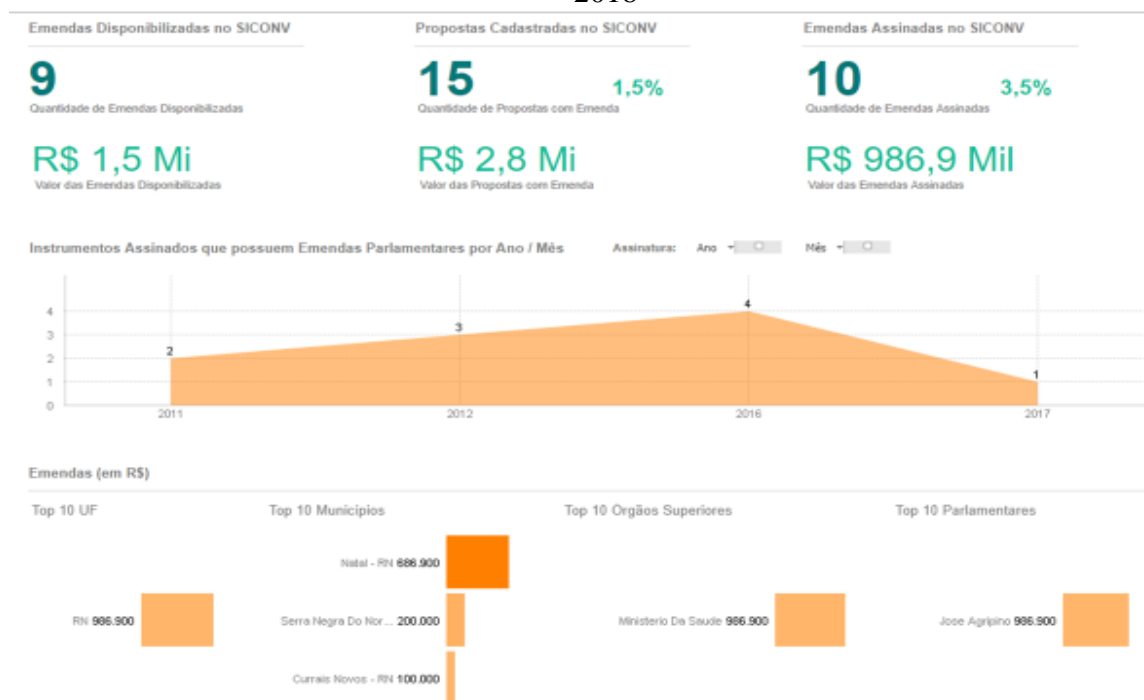 Emendas Disponibilizadas no SICONV
Propostas Cadastradas no SICONV
Emendas Assinadas no SICONV
9
15
1,5%
10
3,5%
Quantidade de Emendas Disponibilizadas
Quantidade de Propostas com Emenda
Quantidade de Emendas Assinadas
R$ 1,5 Mi
R$ 2,8 Mi
R$ 986,9 Mil
Valor das Emendas Disponibilizadas
Valor das Propostas com Emenda
Valor das Emendas Assinadas
Instrumentos Assinados que possuem Emendas Parlamentares por Ano / Mês
Assinatura: Ano Mês
4
3
2
1
0
2
3
4
1
2011
2012
2016
2017
Emendas (em R$)
Top 10 UF
Top 10 Municípios
Top 10 Orgãos Superiores
Top 10 Parlamentares
Natal - RN 686.900
RN 986.900
Serra Negra Do Nor... 200.000
Ministerio Da Saude 986.900
Jose Agripino 986.900
Currais Novos - RN 100.000